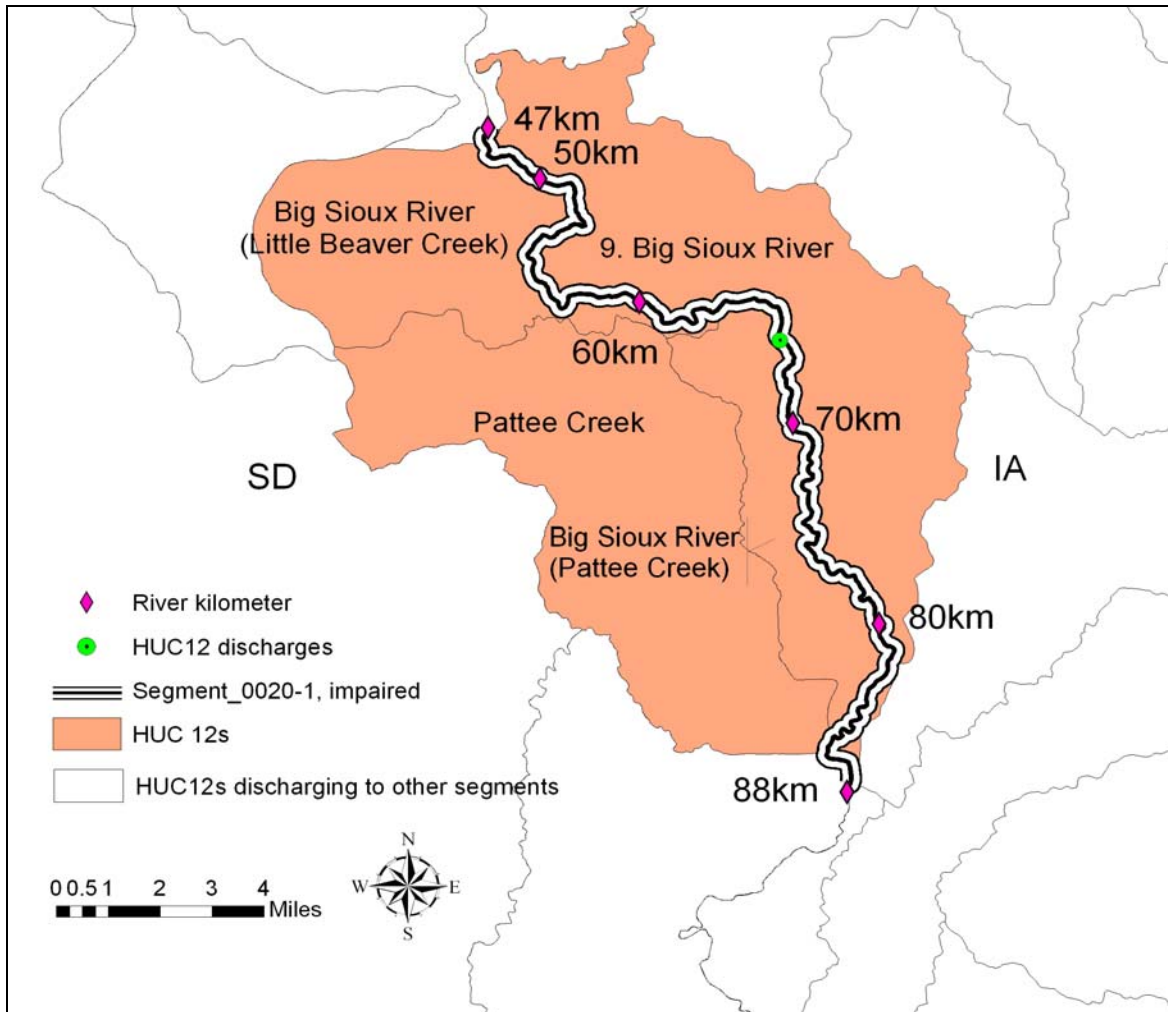 47km
50km
Big Sioux River
(Little Beaver Creek)
9. Big Sioux River
60km
Pattee Creek
70km
SD
IA
Big Sioux River
(Pattee Creek)
River kilometer
80km
HUC12 discharges
Segment_0020-1, impaired
HUC 12s
HUC12s discharging to other segments
88km
N
W E
S
0 0.5 1 2 3 4
Miles